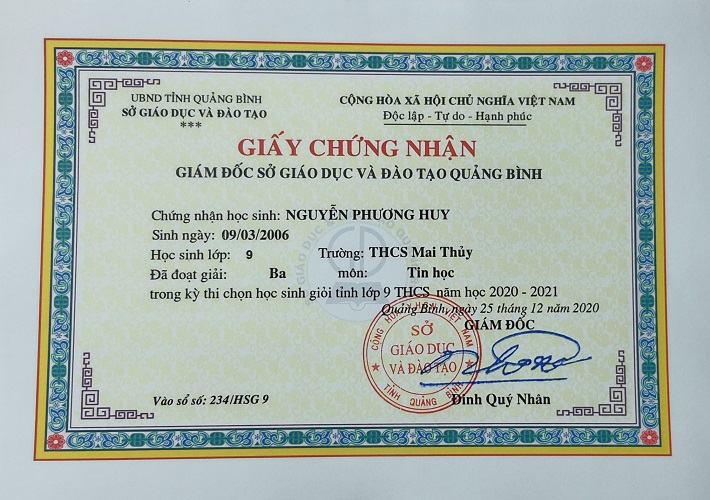 UBND TỈNH QUẢNG BÌNH
SỞ GIÁO DỤC VÀ ĐÀO TẠO
***
CỘNG HÒA XÃ HỘI CHỦ NGHĨA VIỆT NAM
Độc lập - Tự do - Hạnh phúc
GIẤY CHỨNG NHẬN
GIÁM ĐỐC SỞ GIÁO DỤC VÀ ĐÀO TẠO QUẢNG BÌNH
Chứng nhận học sinh: NGUYỄN PHƯƠNG HUY
Sinh ngày: 09/03/2006
Học sinh lớp: 9 Trường: THCS Mai Thủy
Đã đoạt giải: Ba môn: Tin học
trong kỳ thi chọn học sinh giỏi tỉnh lớp 9 THCS năm học 2020 - 2021
Quảng Bình, ngày 25 tháng 12 năm 2020
GIÁM ĐỐC
SỞ
GIÁO DỤC
VÀ ĐÀO TẠO
TỈNH QUẢNG BÌNH
Vào sổ số: 234/HSG 9
Đinh Quý Nhân